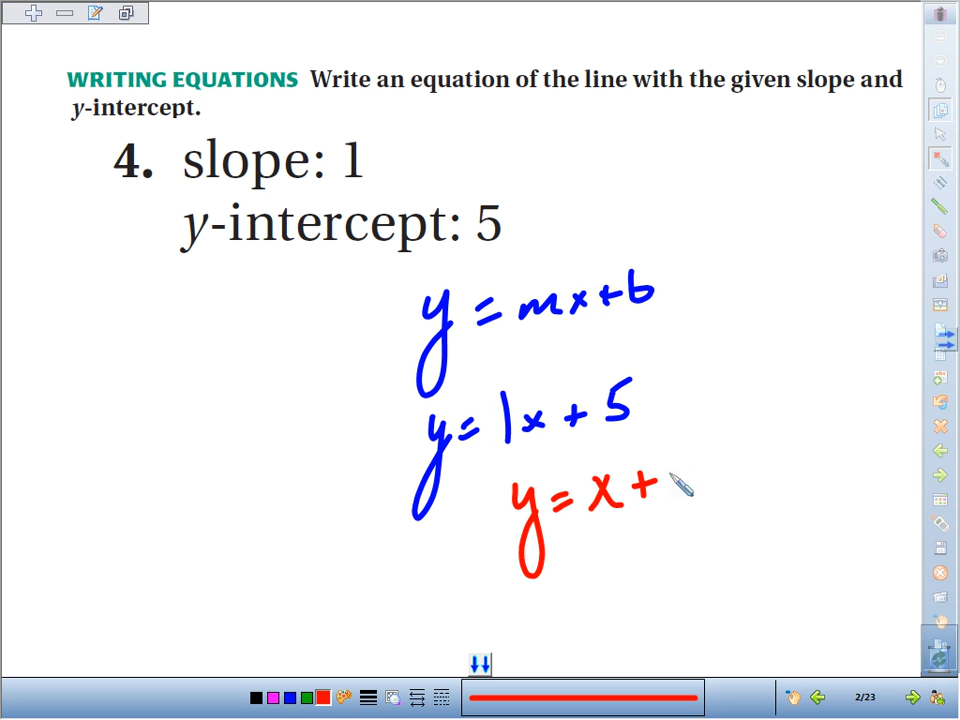 WRITING EQUATIONS Write an equation of the line with the given slope and
y-intercept.
4. slope: 1
y-intercept: 5
y = mx+b
y = 1x + 5
y = x +
2/23